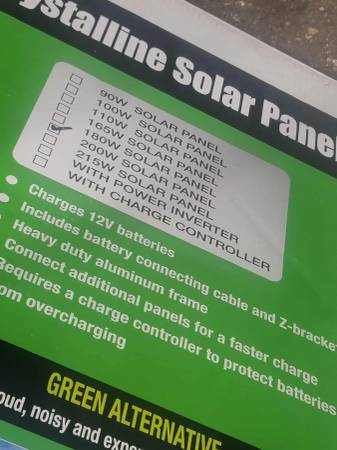 ystalline Solar Panel
90W SOLAR PANEL
100W SOLAR PANEL
110W SOLAR PANEL
165W SOLAR PANEL
180W SOLAR PANEL
200W SOLAR PANEL
215W SOLAR PANEL
WITH POWER INVERTER
WITH CHARGE CONTROLLER
• Charges 12V batteries
• Includes battery connecting cable and Z-bracket
Heavy duty aluminum frame
Connect additional panels for a faster charge
Requires a charge controller to protect batteries
om overcharging
GREEN ALTERNATIVE
oud, noisy and expe